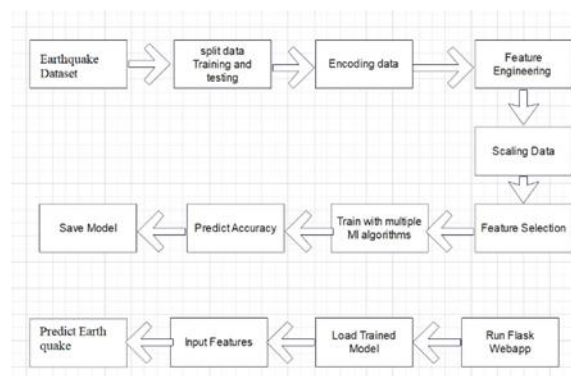 Earthquake
Dataset
split data
Training and
testing
Encoding data
Feature
Engineering
Scaling Data
Save Model
Predict Accuracy
Train with multiple
Ml algorithms
Feature Selection
Predict Earth
quake
Input Features
Load Trained
Model
Run Flask
Webapp